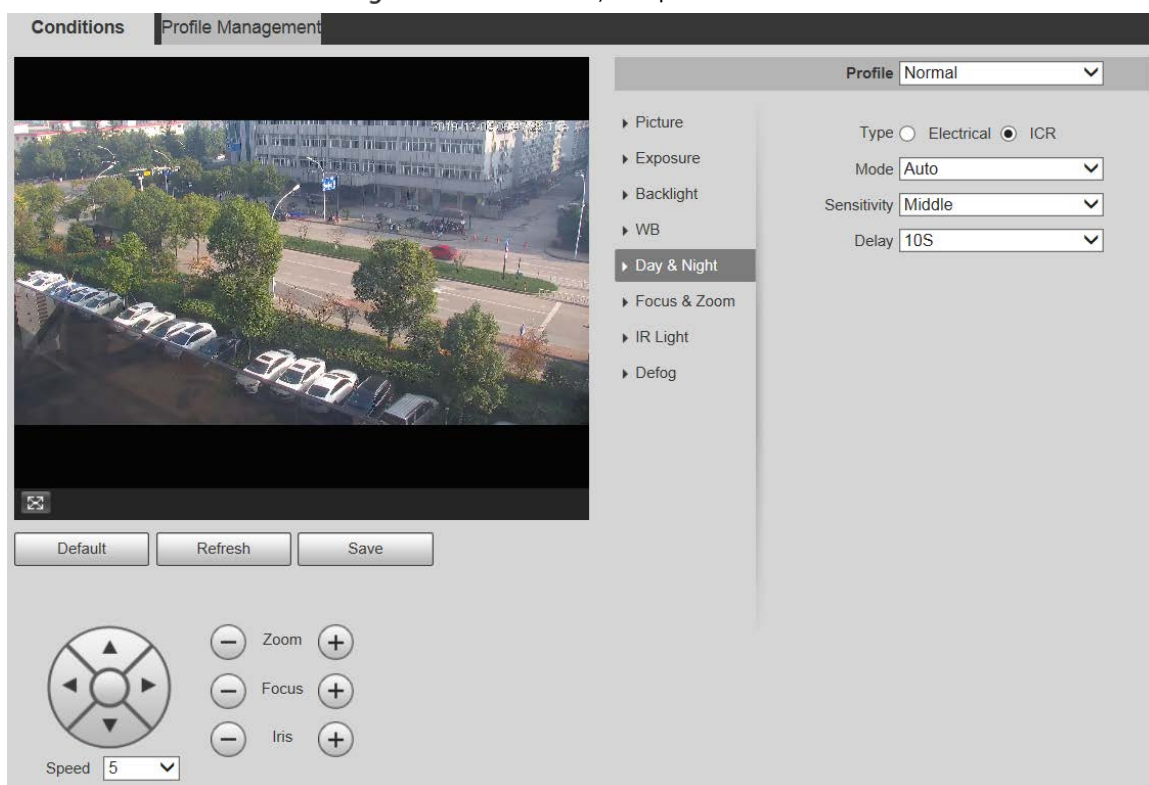 Conditions Profile Management
Profile Normal
Picture
Exposure
Backlight
WB
Day & Night
Focus & Zoom
IR Light
Defog
Type Electrical ICR
Mode Auto
Sensitivity Middle
Delay 10S
Default Refresh Save
Zoom
Focus
Iris
Speed 5